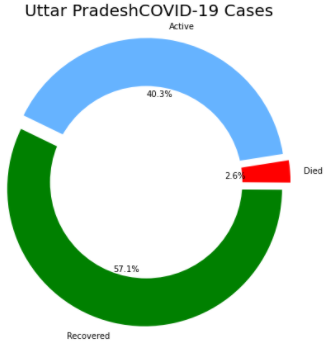 Uttar PradeshCOVID-19 Cases
Active
40.3%
2.6%
Died
57.1%
Recovered